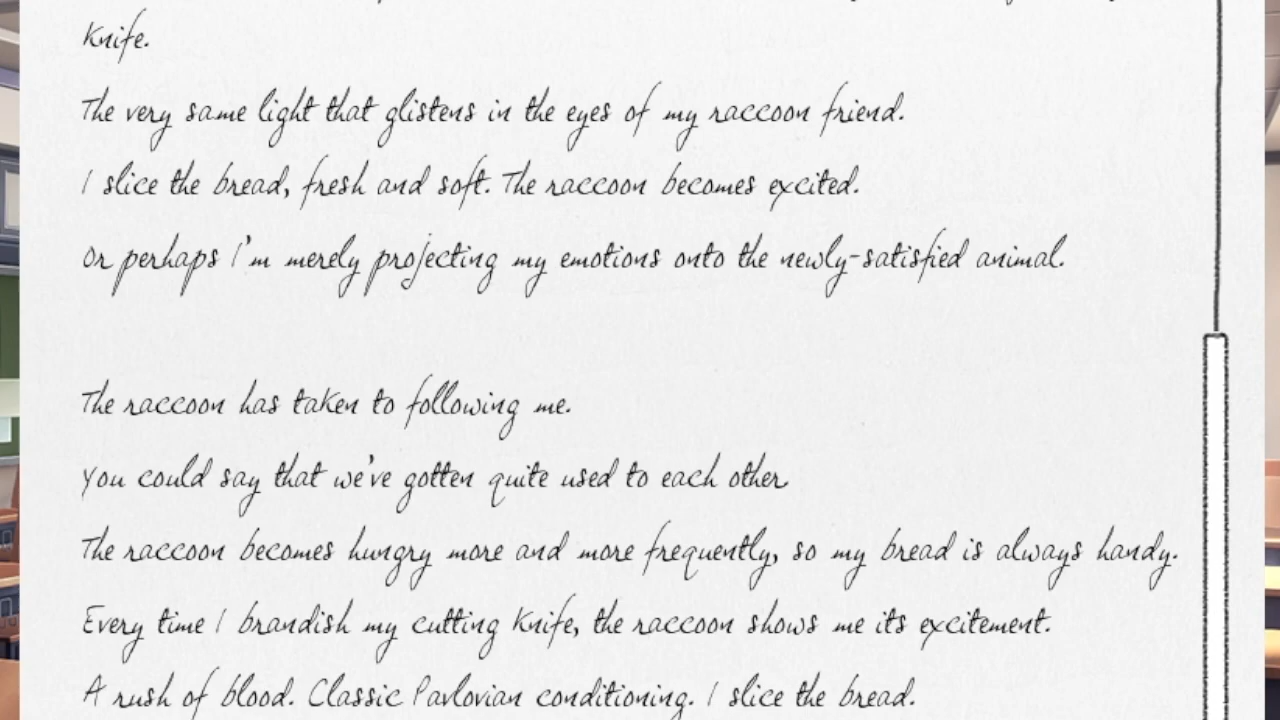 Knife.
The very same light that glistens in the eyes of my raccoon friend.
I slice the bread, fresh and soft. The raccoon becomes excited.
Or perhaps I'm merely projecting my emotions onto the newly-satisfied animal.
The raccoon has taken to following me.
You could say that we've gotten quite used to each other.
The raccoon becomes hungry more and more frequently, so my bread is always handy.
Every time I brandish my cutting Knife, the raccoon shows me its excitement.
A rush of blood. Classic Pavlovian conditioning. I slice the bread.